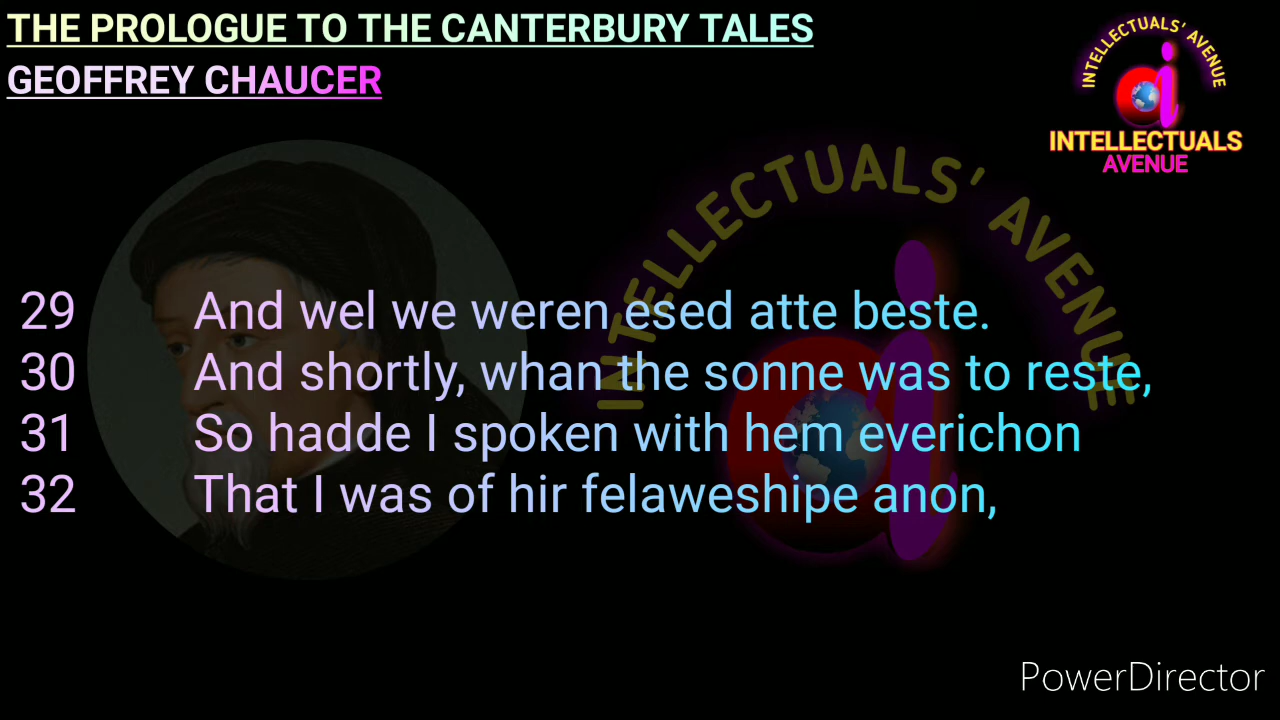 THE PROLOGUE TO THE CANTERBURY TALES
GEOFFREY CHAUCER
INTELLECTUALS' AVENUE
INTELLECTUALS
AVENUE
INTELLECTUALS' AVENUE
29 And wel we weren esed atte beste.
30 And shortly, whan the sonne was to reste,
31 So hadde I spoken with hem everichon
32 That I was of hir felaweshipe anon,
PowerDirector